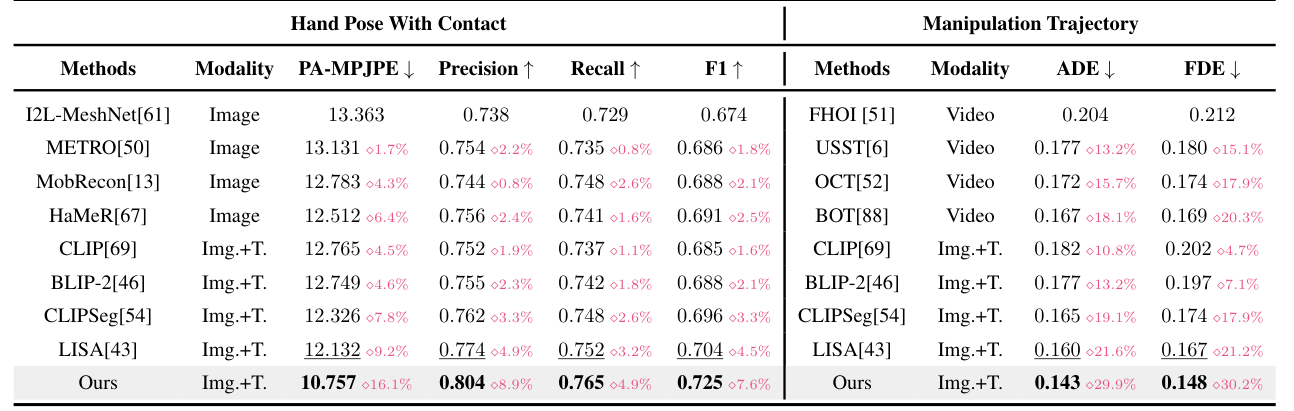 Hand Pose With Contact Manipulation Trajectory
Methods Modality PA-MPJPE ↓ Precision ↑ Recall ↑ F1 ↑ Methods Modality ADE ↓ FDE ↓
I2L-MeshNet[61] Image 13.363 0.738 0.729 0.674 FHOI [51] Video 0.204 0.212
METRO[50] Image 13.131 ⋄1.7% 0.754 ⋄2.2% 0.735 ⋄0.8% 0.686 ⋄1.8% USST[6] Video 0.177 ⋄13.2% 0.180 ⋄15.1%
MobRecon[13] Image 12.783 ⋄4.3% 0.744 ⋄0.8% 0.748 ⋄2.6% 0.688 ⋄2.1% OCT[52] Video 0.172 ⋄15.7% 0.174 ⋄17.9%
HaMeR[67] Image 12.512 ⋄6.4% 0.756 ⋄2.4% 0.741 ⋄1.6% 0.691 ⋄2.5% BOT[88] Video 0.167 ⋄18.1% 0.169 ⋄20.3%
CLIP[69] Img.+T. 12.765 ⋄4.5% 0.752 ⋄1.9% 0.737 ⋄1.1% 0.685 ⋄1.6% CLIP[69] Img.+T. 0.182 ⋄10.8% 0.202 ⋄4.7%
BLIP-2[46] Img.+T. 12.749 ⋄4.6% 0.755 ⋄2.3% 0.742 ⋄1.8% 0.688 ⋄2.1% BLIP-2[46] Img.+T. 0.177 ⋄13.2% 0.197 ⋄7.1%
CLIPSeg[54] Img.+T. 12.326 ⋄7.8% 0.762 ⋄3.3% 0.748 ⋄2.6% 0.696 ⋄3.3% CLIPSeg[54] Img.+T. 0.165 ⋄19.1% 0.174 ⋄17.9%
LISA[43] Img.+T. 12.132 ⋄9.2% 0.774 ⋄4.9% 0.752 ⋄3.2% 0.704 ⋄4.5% LISA[43] Img.+T. 0.160 ⋄21.6% 0.167 ⋄21.2%
Ours Img.+T. 10.757 ⋄16.1% 0.804 ⋄8.9% 0.765 ⋄4.9% 0.725 ⋄7.6% Ours Img.+T. 0.143 ⋄29.9% 0.148 ⋄30.2%